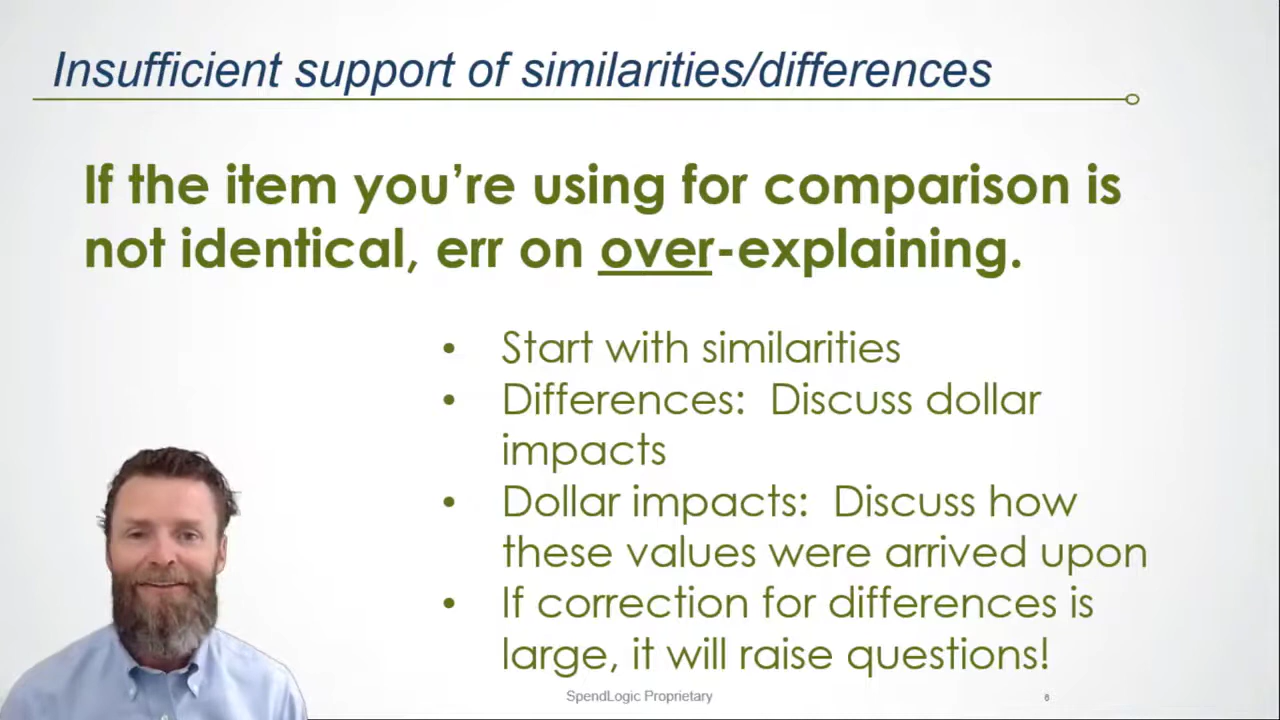 Insufficient support of similarities/differences
If the item you’re using for comparison is
not identical, err on over-explaining.
• Start with similarities
• Differences:  Discuss dollar
impacts
• Dollar impacts:  Discuss how
these values were arrived upon
• If correction for differences is
large, it will raise questions!
SpendLogic Proprietary
8